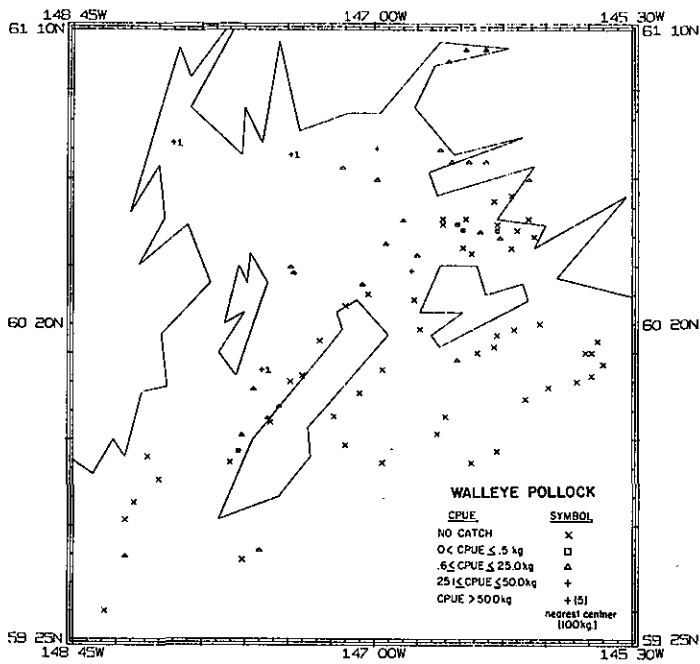 148 45W 147 00W 145 30W
61 10N 61 10N
+1 +1
60 20N 60 20N
+1
WALLEYE POLLOCK
CPUE SYMBOL
NO CATCH ×
0< CPUE ≤ .5 kg □
.6≤CPUE ≤ 25.0kg △
25.1≤CPUE≤50.0kg +
CPUE >50.0kg +(5)
nearest centner
(100kg.)
59 25N 59 25N
148 45W 147 00W 145 30W